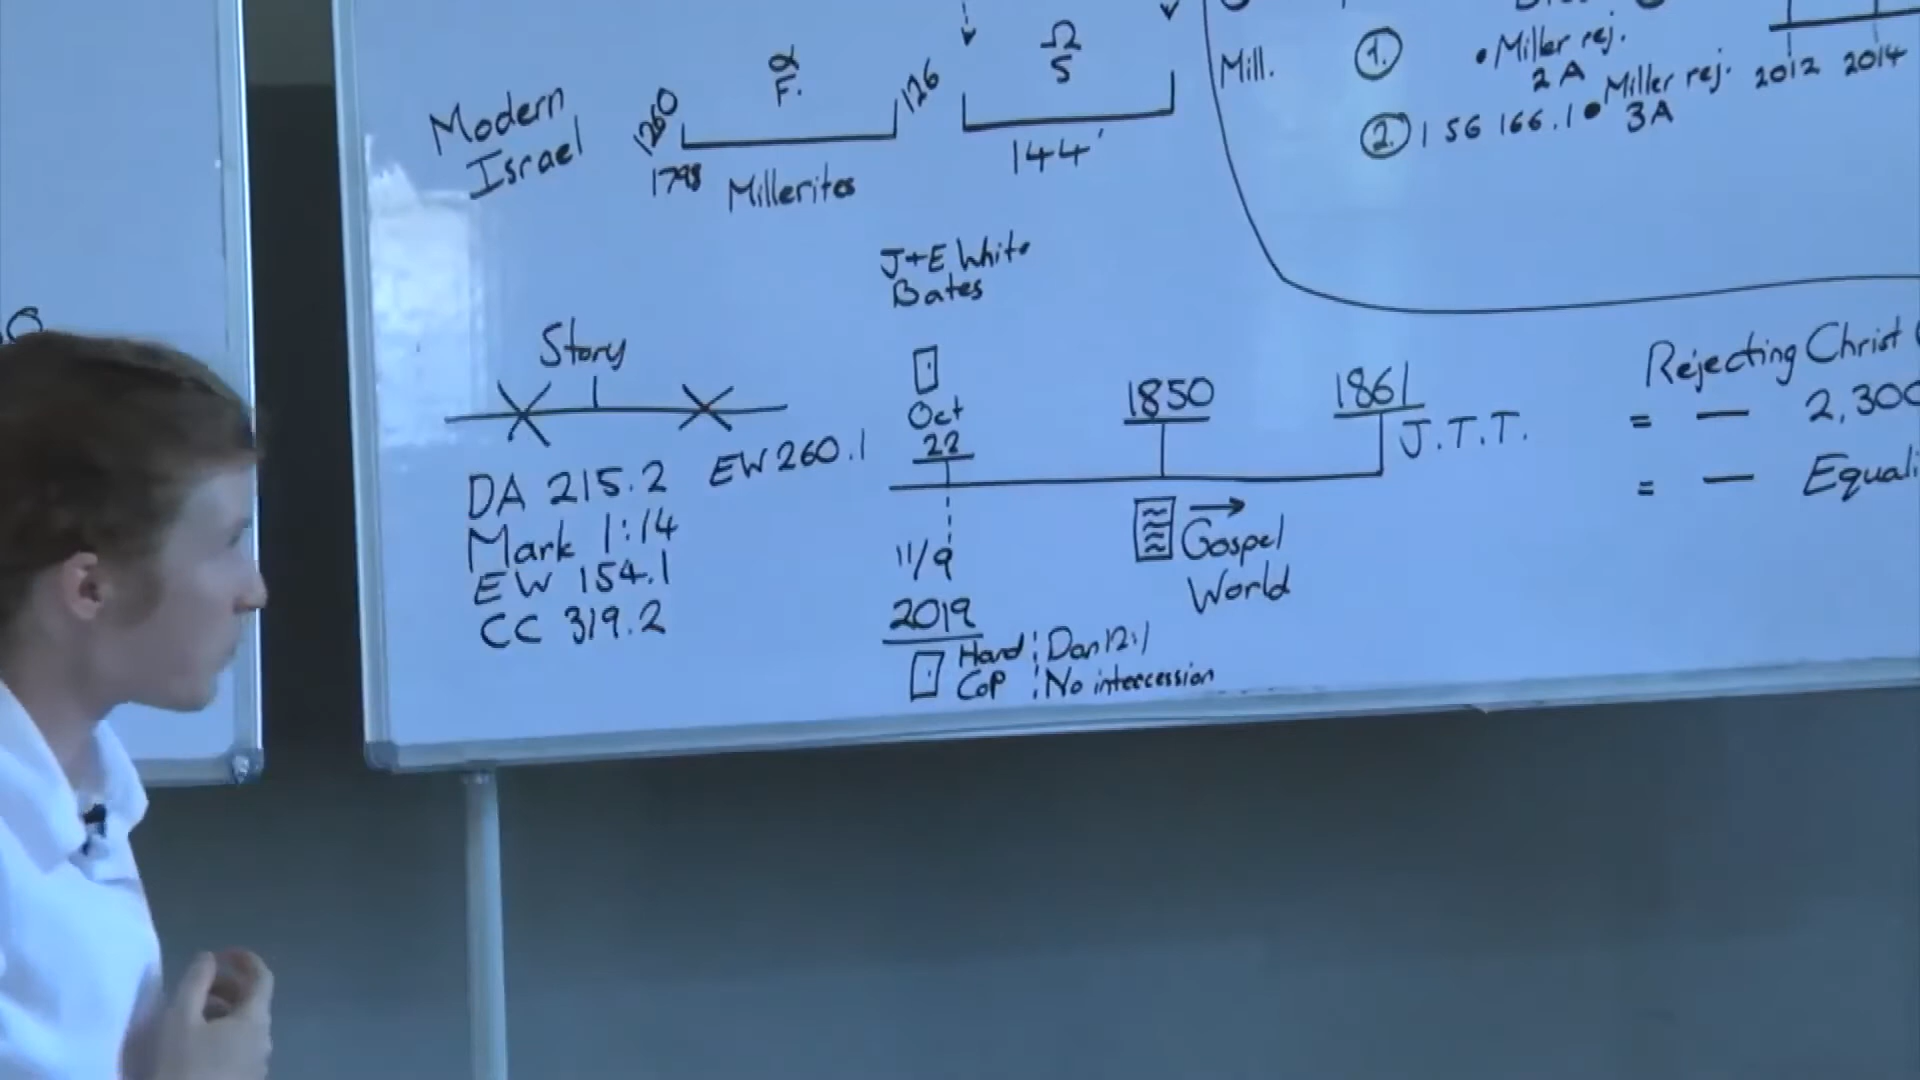 Modern
Israel
1260
1798
α
F.
126
Millerites
Ω
S
144'
Mill.
1.
• Miller rej.
2A
2. 1 SG 166.1 • Miller rej.
3A
2012 2014
Story
DA 215.2 EW 260.1
Mark 1:14
EW 154.1
CC 319.2
J+E White
Bates
Oct
22
1850
1861
J.T.T.
11/9
2019
Hard : Dan 12:1
CoP : No intercession
→
Gospel
World
Rejecting Christ
= — 2,300
= —